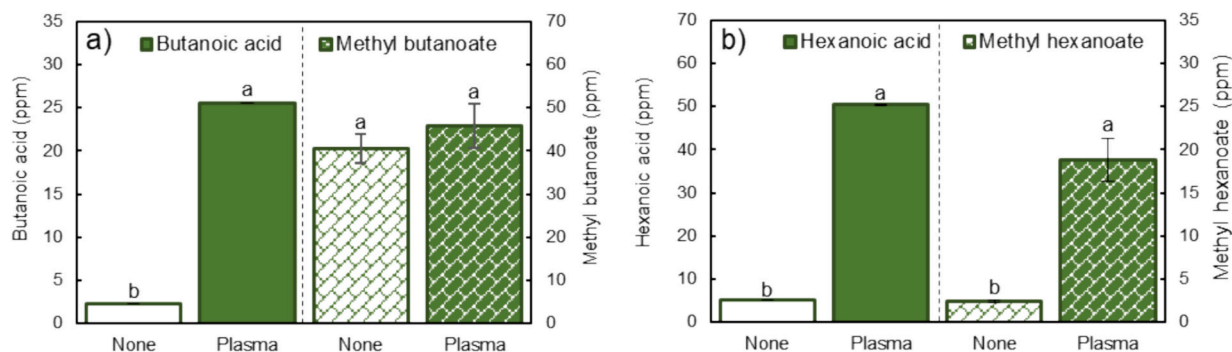 a)
Butanoic acid
Methyl butanoate
Butanoic acid (ppm)
35
30
25
20
15
10
5
0
b
a
a
a
70
60
50
40
30
20
10
0
Methyl butanoate (ppm)
None
Plasma
None
Plasma
b)
Hexanoic acid
Methyl hexanoate
Hexanoic acid (ppm)
70
60
50
40
30
20
10
0
b
a
b
a
35
30
25
20
15
10
5
0
Methyl hexanoate (ppm)
None
Plasma
None
Plasma